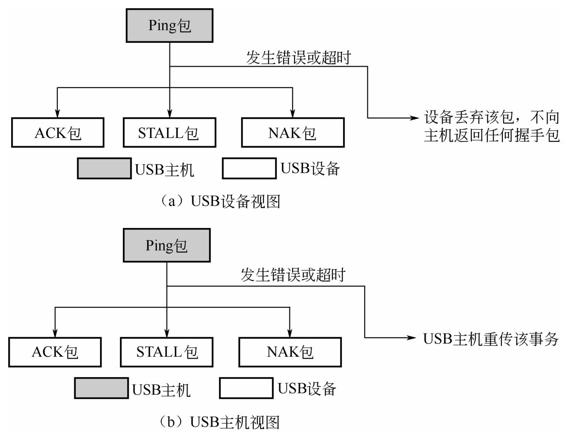 Ping包
发生错误或超时
设备丢弃该包，不向
主机返回任何握手包
ACK包
STALL包
NAK包
USB主机
USB设备
（a）USB设备视图
Ping包
发生错误或超时
USB主机重传该事务
ACK包
STALL包
NAK包
USB主机
USB设备
（b）USB主机视图